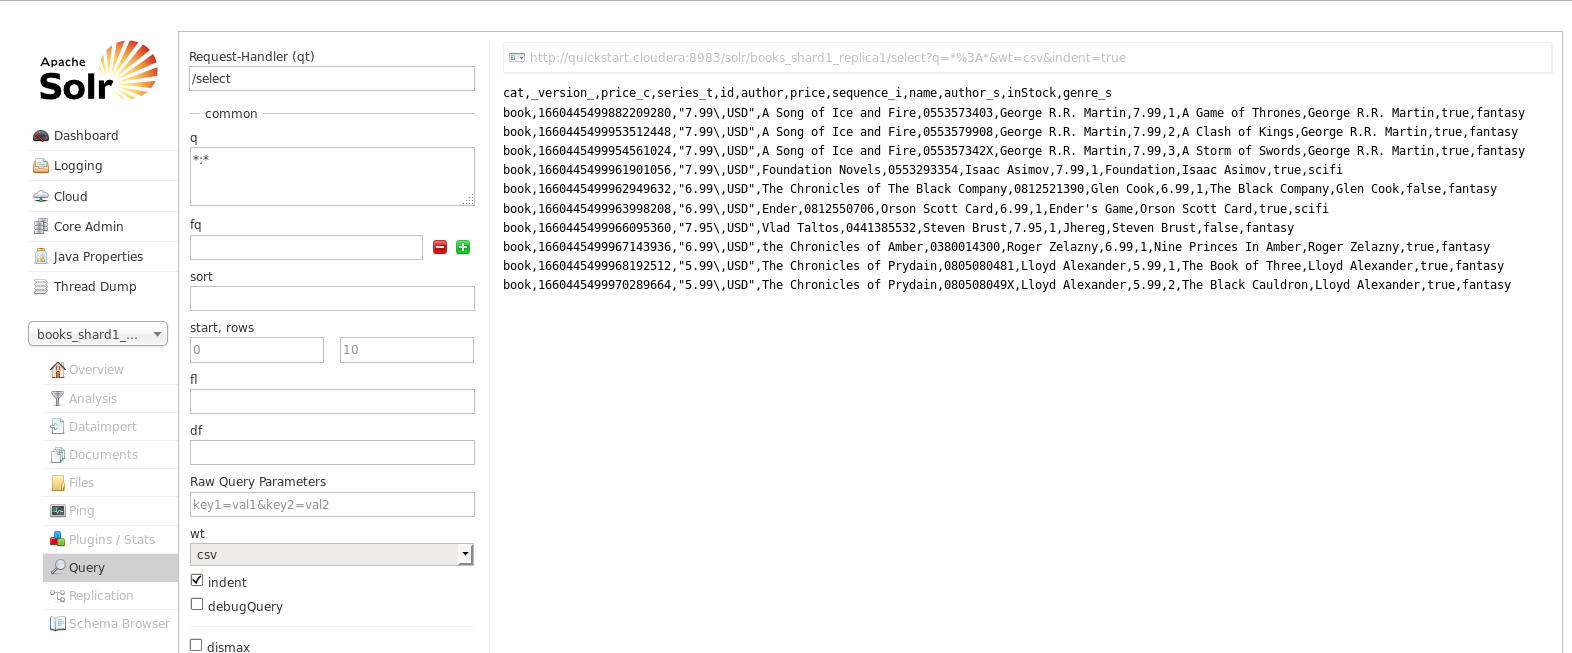 Apache
Solr
Dashboard
Logging
Cloud
Core Admin
Java Properties
Thread Dump
books_shard1_...
Overview
Analysis
Dataimport
Documents
Files
Ping
Plugins / Stats
Query
Replication
Schema Browser
Request-Handler (qt)
/select
common
q
*:*
fq
sort
start, rows
0 10
fl
df
Raw Query Parameters
key1=val1&key2=val2
wt
csv
indent
debugQuery
dismax
http://quickstart.cloudera:8983/solr/books_shard1_replica1/select?q=*%3A*&wt=csv&indent=true
cat,_version_,price_c,series_t,id,author,price,sequence_i,name,author_s,inStock,genre_s
book,1660445499882209280,"7.99\,USD",A Song of Ice and Fire,0553573403,George R.R. Martin,7.99,1,A Game of Thrones,George R.R. Martin,true,fantasy
book,1660445499953512448,"7.99\,USD",A Song of Ice and Fire,0553579908,George R.R. Martin,7.99,2,A Clash of Kings,George R.R. Martin,true,fantasy
book,1660445499954561024,"7.99\,USD",A Song of Ice and Fire,055357342X,George R.R. Martin,7.99,3,A Storm of Swords,George R.R. Martin,true,fantasy
book,1660445499961901056,"7.99\,USD",Foundation Novels,0553293354,Isaac Asimov,7.99,1,Foundation,Isaac Asimov,true,scifi
book,1660445499962949632,"6.99\,USD",The Chronicles of The Black Company,0812521390,Glen Cook,6.99,1,The Black Company,Glen Cook,false,fantasy
book,1660445499963998208,"6.99\,USD",Ender,0812550706,Orson Scott Card,6.99,1,Ender's Game,Orson Scott Card,true,scifi
book,1660445499966095360,"7.95\,USD",Vlad Taltos,0441385532,Steven Brust,7.95,1,Jhereg,Steven Brust,false,fantasy
book,1660445499967143936,"6.99\,USD",the Chronicles of Amber,0380014300,Roger Zelazny,6.99,1,Nine Princes In Amber,Roger Zelazny,true,fantasy
book,1660445499968192512,"5.99\,USD",The Chronicles of Prydain,0805080481,Lloyd Alexander,5.99,1,The Book of Three,Lloyd Alexander,true,fantasy
book,1660445499970289664,"5.99\,USD",The Chronicles of Prydain,080508049X,Lloyd Alexander,5.99,2,The Black Cauldron,Lloyd Alexander,true,fantasy